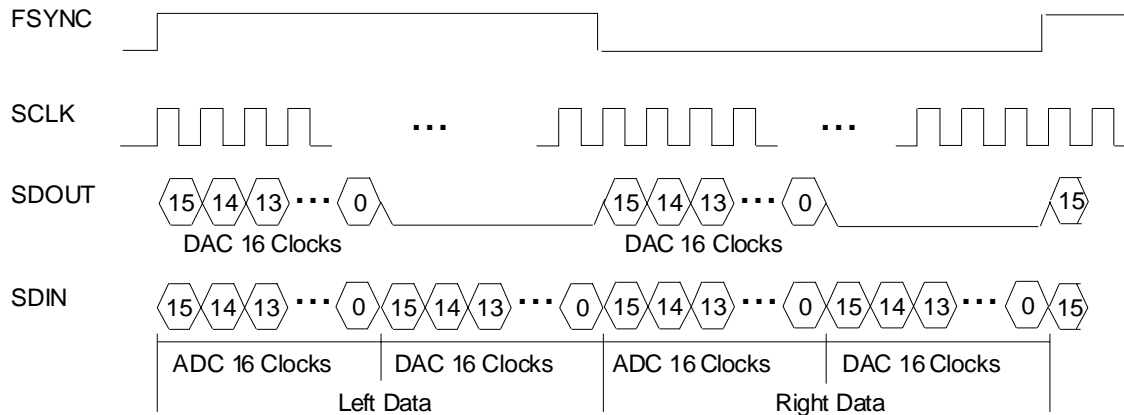 FSYNC
SCLK
... ...
SDOUT
15 14 13 ... 0 15 14 13 ... 0 15
DAC 16 Clocks DAC 16 Clocks
SDIN
15 14 13 ... 0 15 14 13 ... 0 15 14 13 ... 0 15 14 13 ... 0 15
ADC 16 Clocks DAC 16 Clocks ADC 16 Clocks DAC 16 Clocks
Left Data Right Data